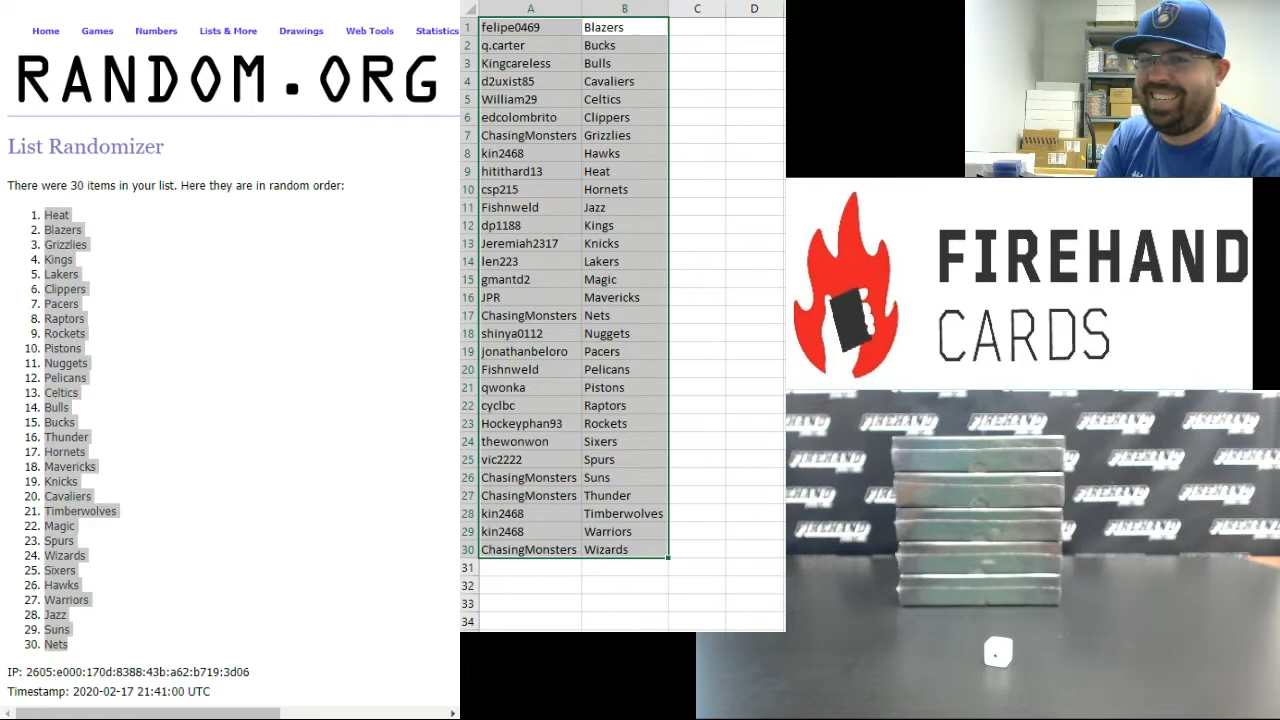 Home Games Numbers Lists & More Drawings Web Tools Statistics
RANDOM.ORG
List Randomizer
There were 30 items in your list. Here they are in random order:
1. Heat
2. Blazers
3. Grizzlies
4. Kings
5. Lakers
6. Clippers
7. Pacers
8. Raptors
9. Rockets
10. Pistons
11. Nuggets
12. Pelicans
13. Celtics
14. Bulls
15. Bucks
16. Thunder
17. Hornets
18. Mavericks
19. Knicks
20. Cavaliers
21. Timberwolves
22. Magic
23. Spurs
24. Wizards
25. Sixers
26. Hawks
27. Warriors
28. Jazz
29. Suns
30. Nets
IP: 2605:e000:170d:8388:43b:a62:b719:3d06
Timestamp: 2020-02-17 21:41:00 UTC
A B C D
1 felipe0469 Blazers
2 q.carter Bucks
3 Kingcareless Bulls
4 d2uxist85 Cavaliers
5 William29 Celtics
6 edcolombrito Clippers
7 ChasingMonsters Grizzlies
8 kin2468 Hawks
9 hitithard13 Heat
10 csp215 Hornets
11 Fishnweld Jazz
12 dp1188 Kings
13 Jeremiah2317 Knicks
14 len223 Lakers
15 gmantd2 Magic
16 JPR Mavericks
17 ChasingMonsters Nets
18 shinya0112 Nuggets
19 jonathanbeloro Pacers
20 Fishnweld Pelicans
21 qwonka Pistons
22 cyclbc Raptors
23 Hockeyphan93 Rockets
24 thewonwon Sixers
25 vic2222 Spurs
26 ChasingMonsters Suns
27 ChasingMonsters Thunder
28 kin2468 Timberwolves
29 kin2468 Warriors
30 ChasingMonsters Wizards
31
32
33
34
FIREHAND
CARDS
FIREHAND FIREHAND FIREHAND FIREHAND
FIREHAND FIREHAND FIREHAND
FIREHAND FIREHAND FIREHAND